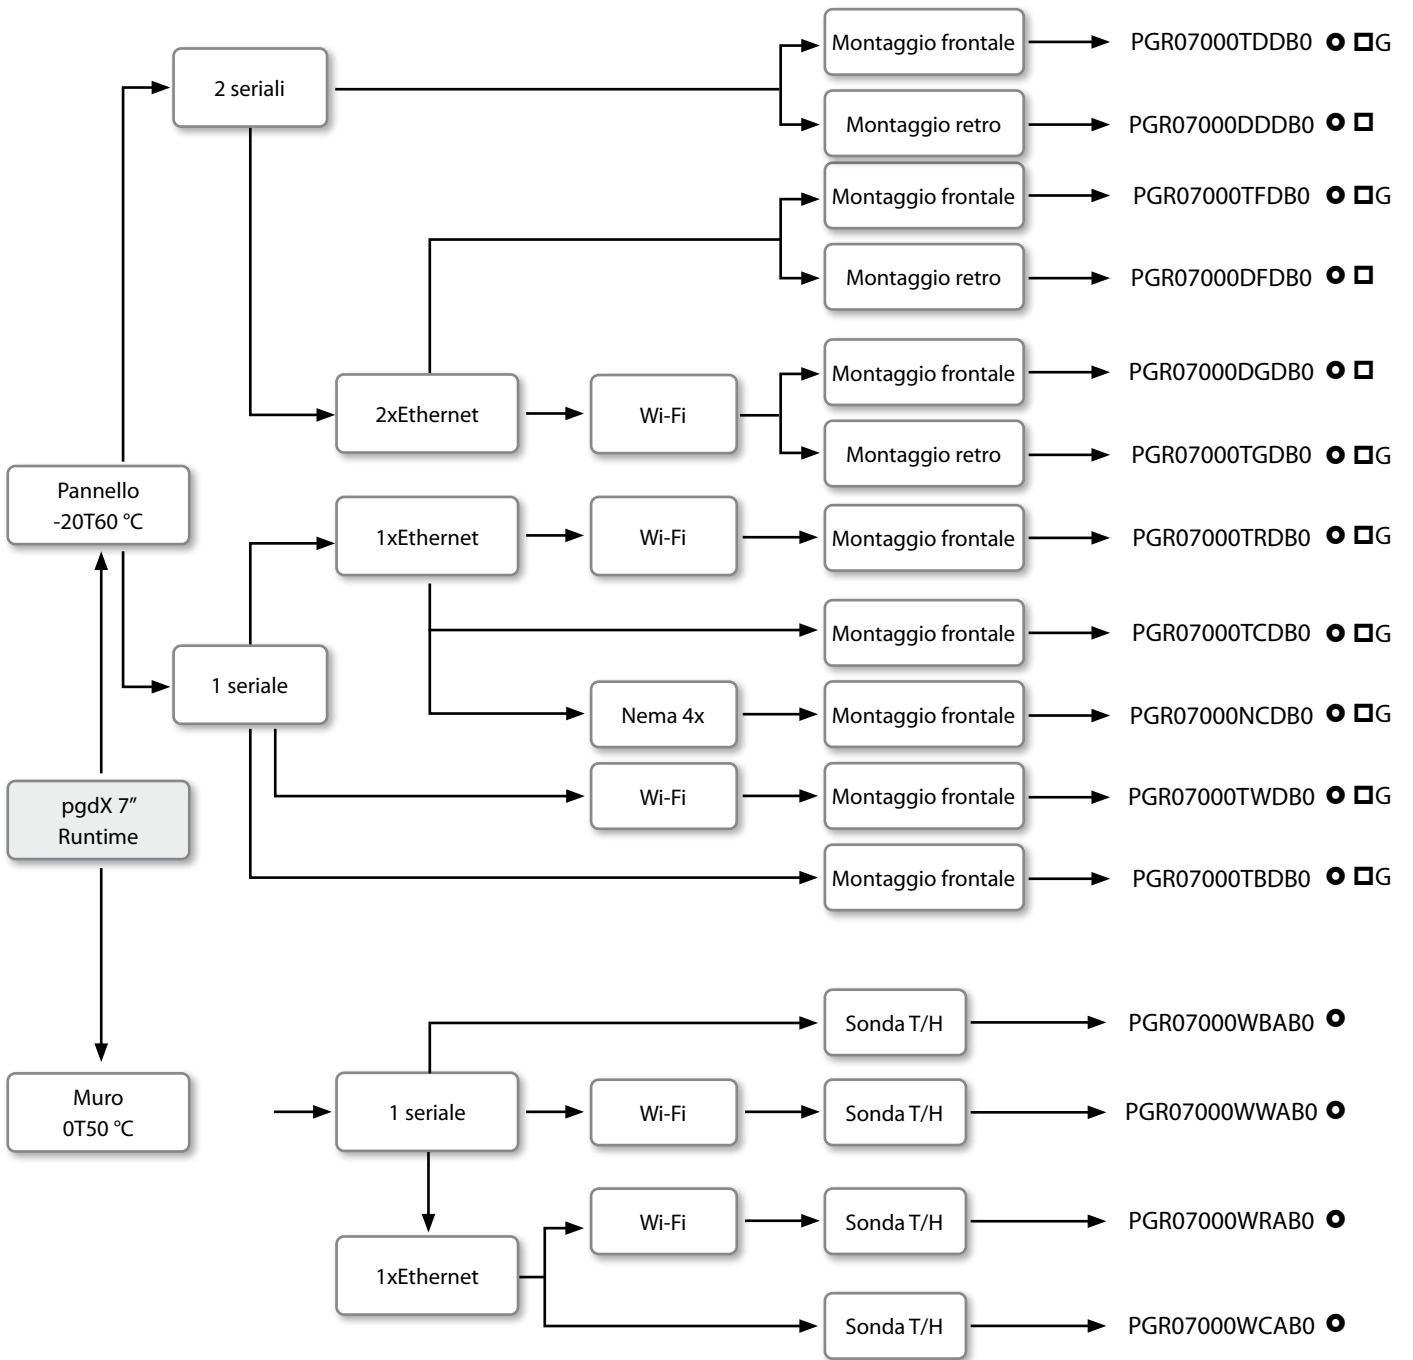 Montaggio frontale PGR07000TDDB0 G
2 seriali
Montaggio retro PGR07000DDDB0
Montaggio frontale PGR07000TFDB0 G
Montaggio retro PGR07000DFDB0
Montaggio frontale PGR07000DGDB0
2xEthernet Wi-Fi
Montaggio retro PGR07000TGDB0 G
Pannello
-20T60 °C
1xEthernet Wi-Fi Montaggio frontale PGR07000TRDB0 G
Montaggio frontale PGR07000TCDB0 G
1 seriale
Nema 4x Montaggio frontale PGR07000NCDB0 G
Wi-Fi Montaggio frontale PGR07000TWDB0 G
pgdX 7”
Runtime
Montaggio frontale PGR07000TBDB0 G
Sonda T/H PGR07000WBAB0
Muro
0T50 °C
1 seriale Wi-Fi Sonda T/H PGR07000WWAB0
Wi-Fi Sonda T/H PGR07000WRAB0
1xEthernet
Sonda T/H PGR07000WCAB0